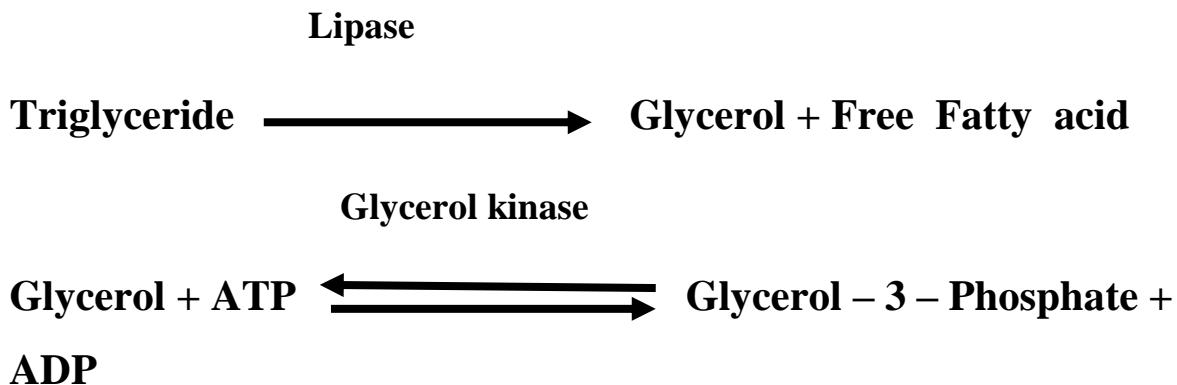 Lipase
Triglyceride Glycerol + Free Fatty acid
Glycerol kinase
Glycerol + ATP Glycerol – 3 – Phosphate +
ADP